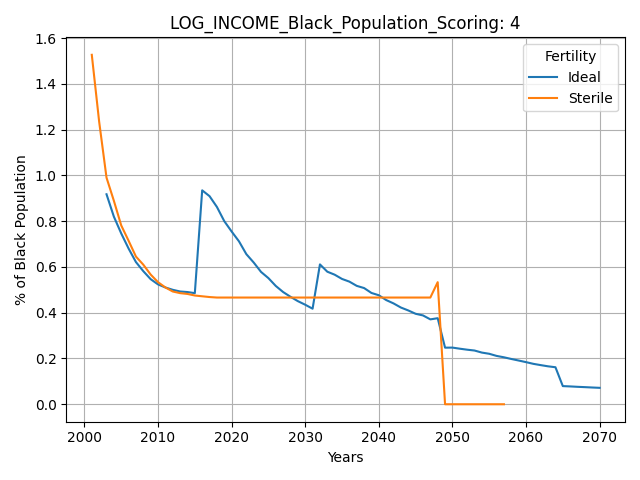 LOG_INCOME_Black_Population_Scoring: 4
Fertility
Ideal
Sterile
% of Black Population
1.6
1.4
1.2
1.0
0.8
0.6
0.4
0.2
0.0
2000 2010 2020 2030 2040 2050 2060 2070
Years